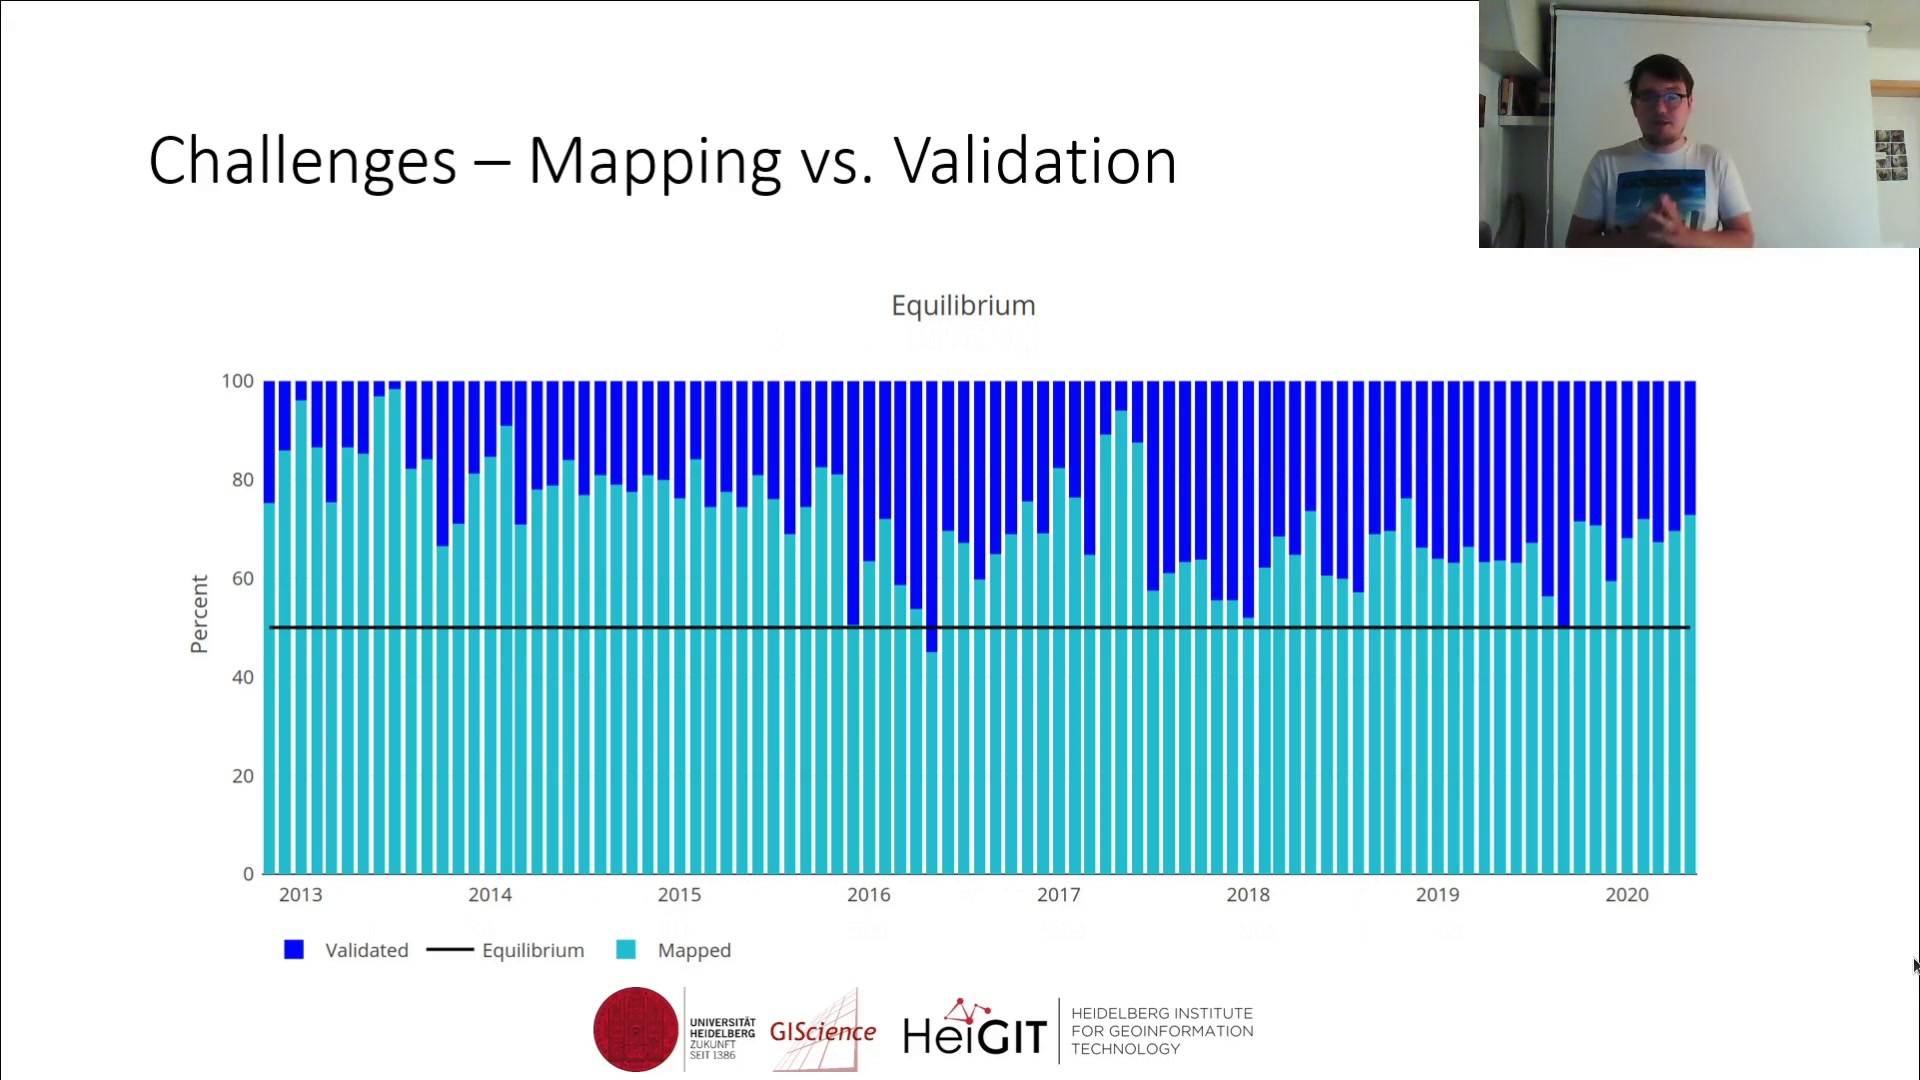 Challenges – Mapping vs. Validation
Equilibrium
100
80
60
40
20
0
Percent
2013 2014 2015 2016 2017 2018 2019 2020
Validated Equilibrium Mapped
UNIVERSITÄT
HEIDELBERG
ZUKUNFT
SEIT 1386
GIScience
HeiGIT
HEIDELBERG INSTITUTE
FOR GEOINFORMATION
TECHNOLOGY